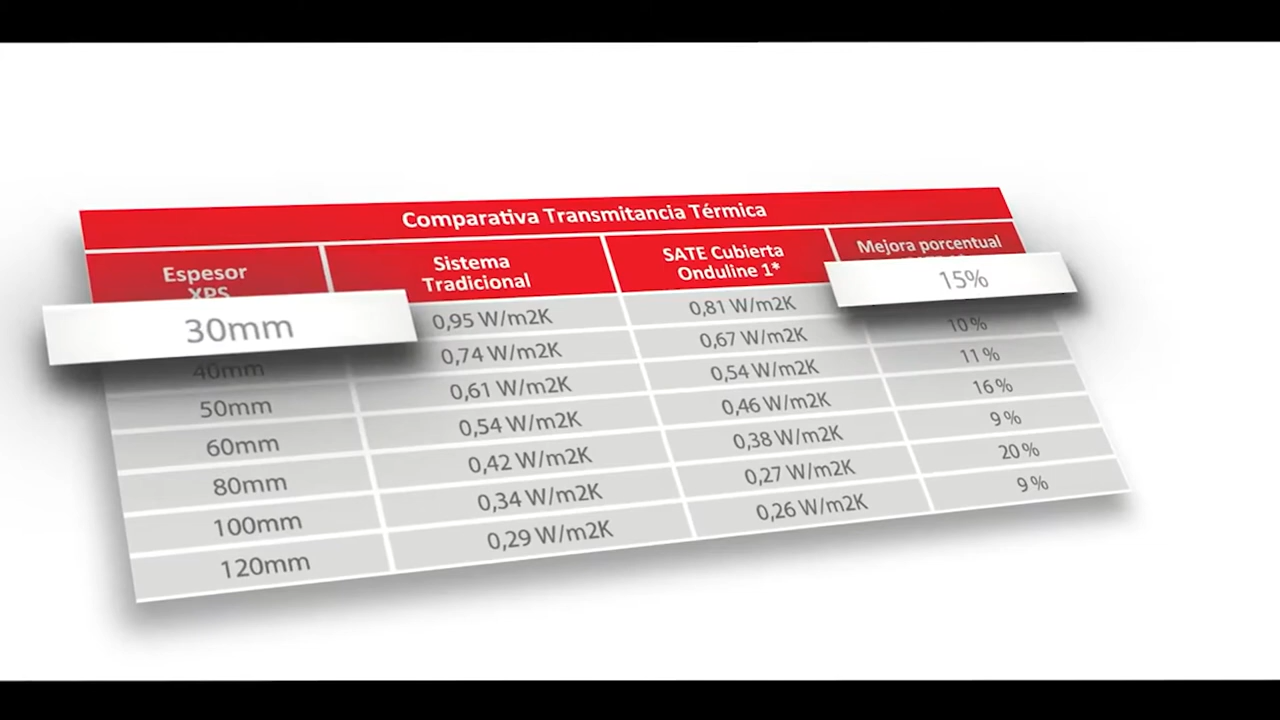 Comparativa Transmitancia Térmica
Espesor
XPS
Sistema
Tradicional
SATE Cubierta
Onduline 1*
Mejora porcentual
30mm 0,95 W/m2K 0,81 W/m2K 15%
40mm 0,74 W/m2K 0,67 W/m2K 10 %
50mm 0,61 W/m2K 0,54 W/m2K 11 %
60mm 0,54 W/m2K 0,46 W/m2K 16 %
80mm 0,42 W/m2K 0,38 W/m2K 9 %
100mm 0,34 W/m2K 0,27 W/m2K 20 %
120mm 0,29 W/m2K 0,26 W/m2K 9 %